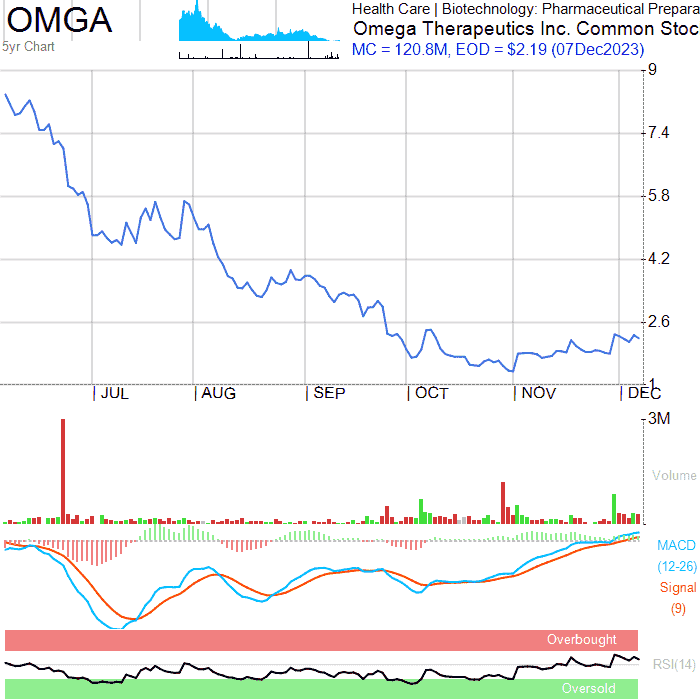 OMGA
5yr Chart
Health Care | Biotechnology: Pharmaceutical Prepara
Omega Therapeutics Inc. Common Stoc
MC = 120.8M, EOD = $2.19 (07Dec2023)
9
7.4
5.8
4.2
2.6
1
JUL
AUG
SEP
OCT
NOV
DEC
3M
Volume
MACD
(12-26)
Signal
(9)
Overbought
RSI(14)
Oversold